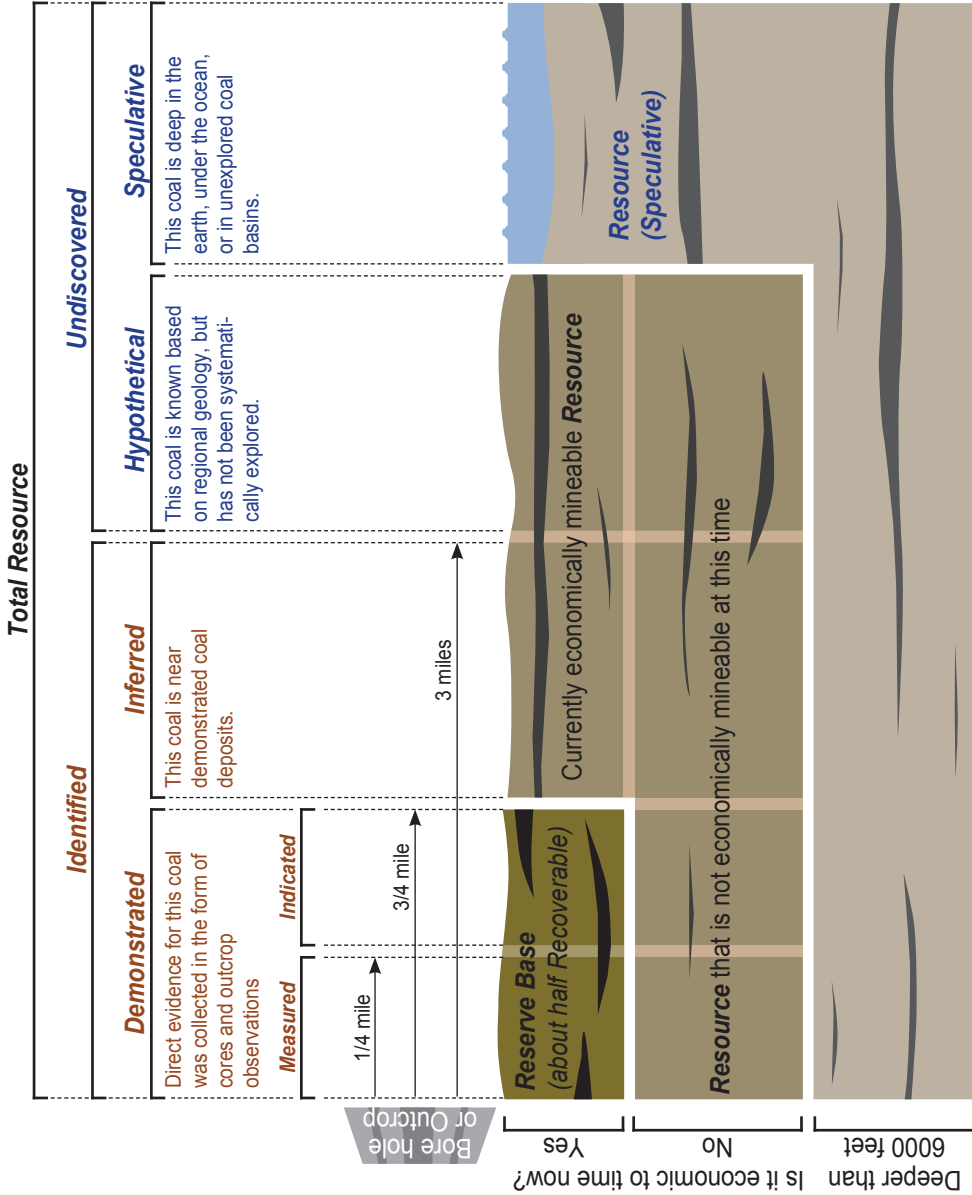 Total Resource
Identified
Undiscovered
Demonstrated
Inferred
Hypothetical
Speculative
Direct evidence for this coal
was collected in the form of
cores and outcrop
observations
This coal is near
demonstrated coal
deposits.
This coal is known based
on regional geology, but
has not been systemati-
cally explored.
This coal is deep in the
earth, under the ocean,
or in unexplored coal
basins.
Measured
Indicated
Bore hole
or Outcrop
1/4 mile
3/4 mile
3 miles
Is it economic to time now?
Yes
No
Deeper than
6000 feet
Reserve Base
(about half Recoverable)
Currently economically mineable Resource
Resource that is not economically mineable at this time
Resource
(Speculative)